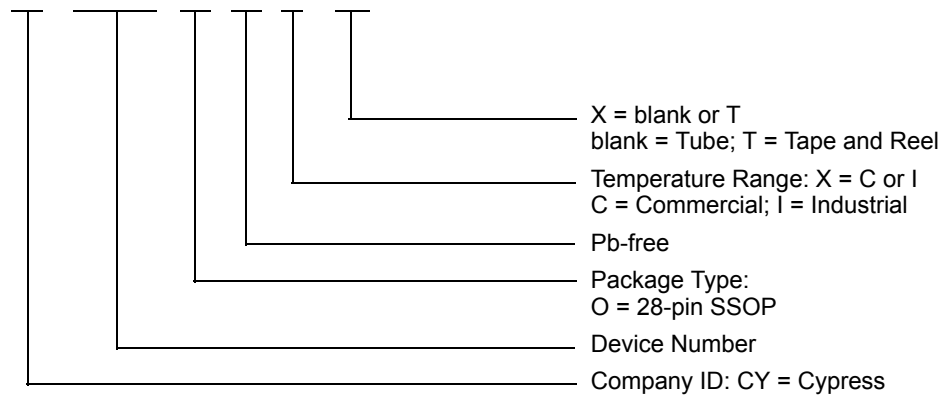 X = blank or T
blank = Tube; T = Tape and Reel
Temperature Range: X = C or I
C = Commercial; I = Industrial
Pb-free
Package Type:
O = 28-pin SSOP
Device Number
Company ID: CY = Cypress